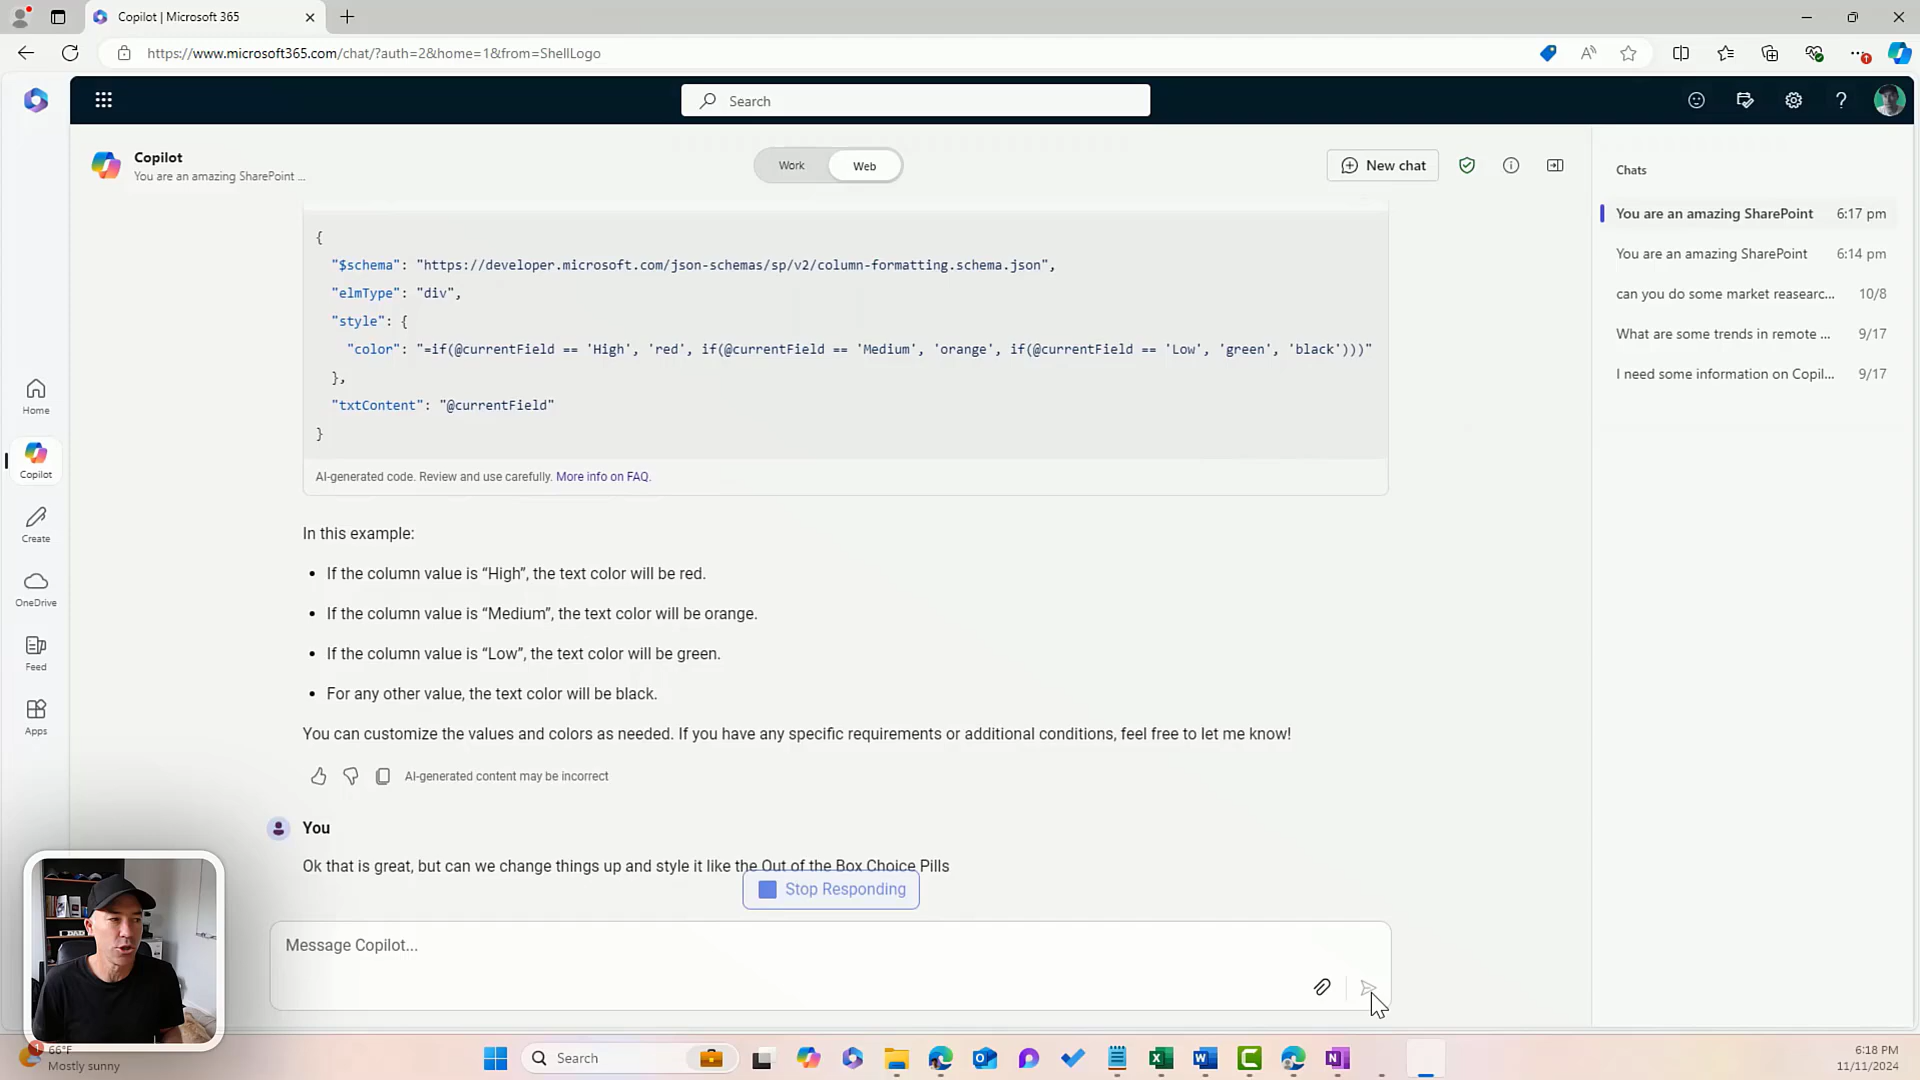 Copilot | Microsoft 365
https://www.microsoft365.com/chat/?auth=2&home=1&from=ShellLogo
Search
Copilot
You are an amazing SharePoint ...
Work
Web
New chat
Chats
You are an amazing SharePoint 6:17 pm
You are an amazing SharePoint 6:14 pm
can you do some market reasearc... 10/8
What are some trends in remote ... 9/17
I need some information on Copil... 9/17
Home
Copilot
Create
OneDrive
Feed
Apps
{
"$schema": "https://developer.microsoft.com/json-schemas/sp/v2/column-formatting.schema.json",
"elmType": "div",
"style": {
"color": "=if(@currentField == 'High', 'red', if(@currentField == 'Medium', 'orange', if(@currentField == 'Low', 'green', 'black')))"
},
"txtContent": "@currentField"
}
AI-generated code. Review and use carefully. More info on FAQ.
In this example:
• If the column value is “High”, the text color will be red.
• If the column value is “Medium”, the text color will be orange.
• If the column value is “Low”, the text color will be green.
• For any other value, the text color will be black.
You can customize the values and colors as needed. If you have any specific requirements or additional conditions, feel free to let me know!
AI-generated content may be incorrect
You
Ok that is great, but can we change things up and style it like the Out of the Box Choice Pills
Stop Responding
Message Copilot...
1
66°F
Mostly sunny
Search
6:18 PM
11/11/2024